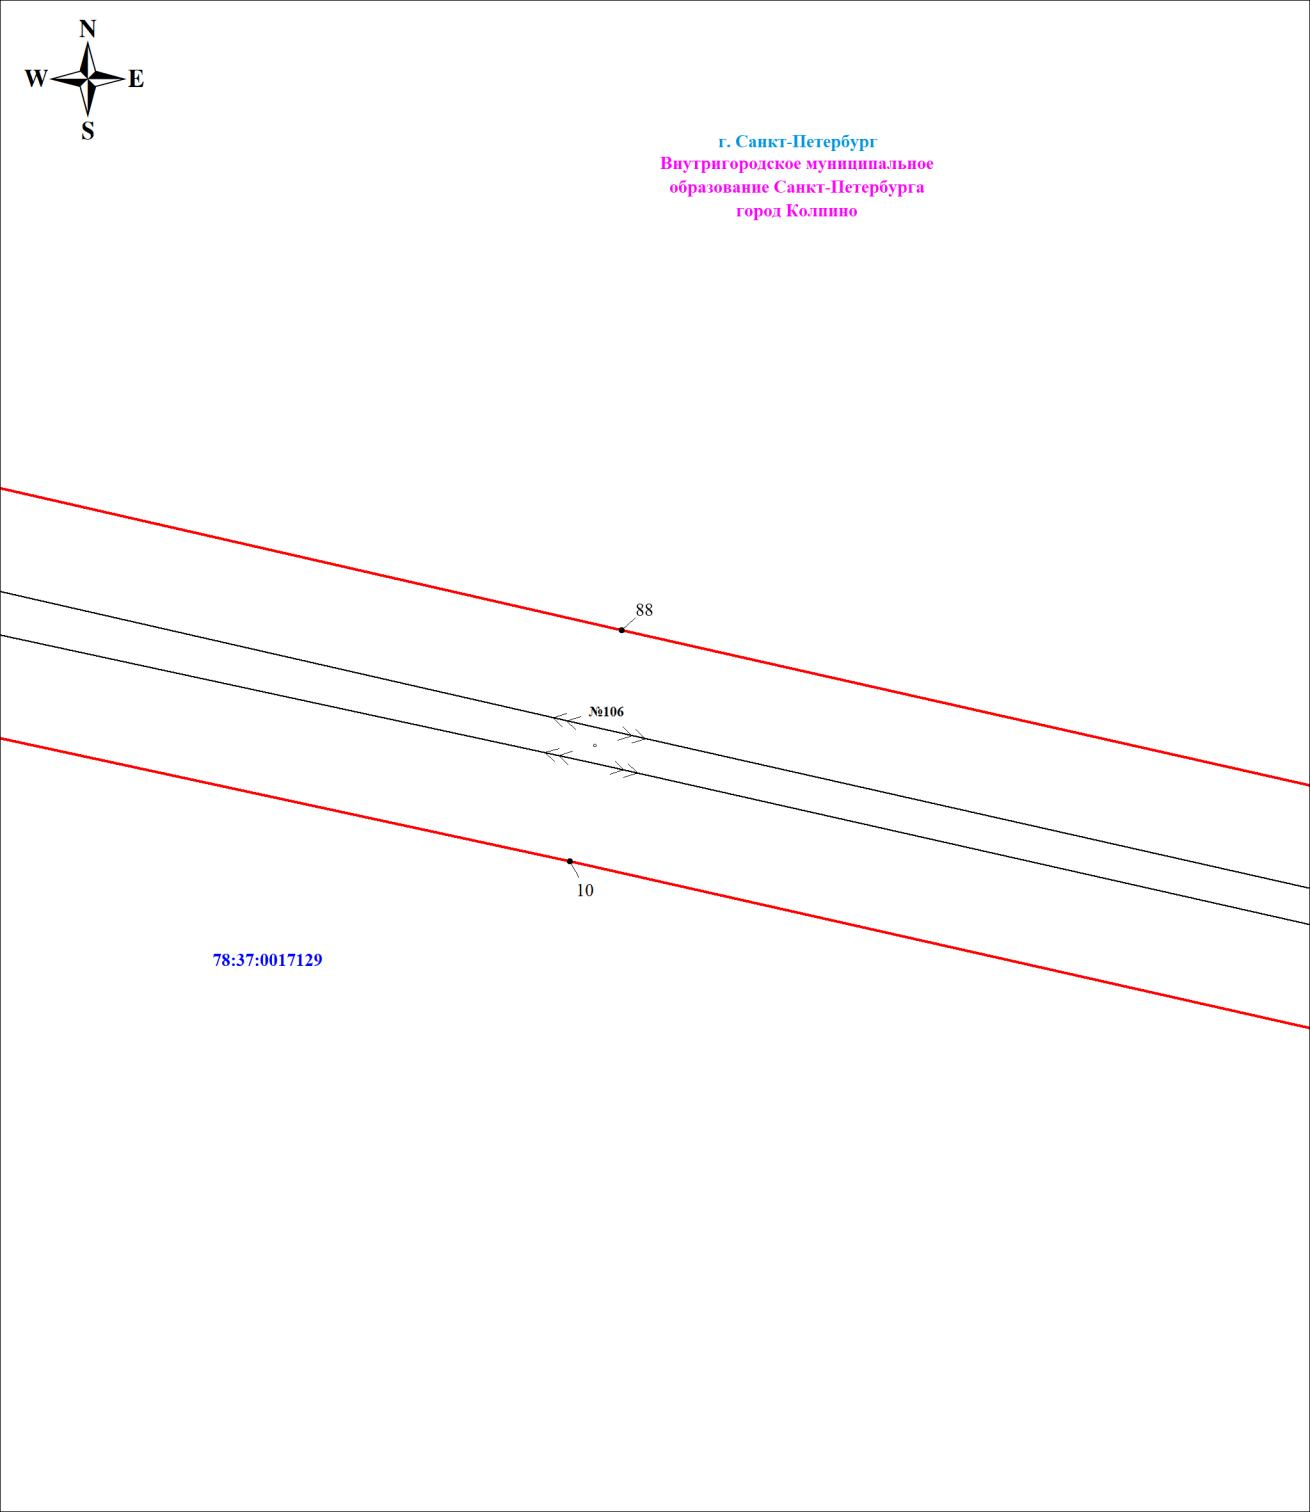 N
W E
S
г. Санкт-Петербург
Внутригородское муниципальное
образование Санкт-Петербурга
город Колпино
88
№106
10
78:37:0017129